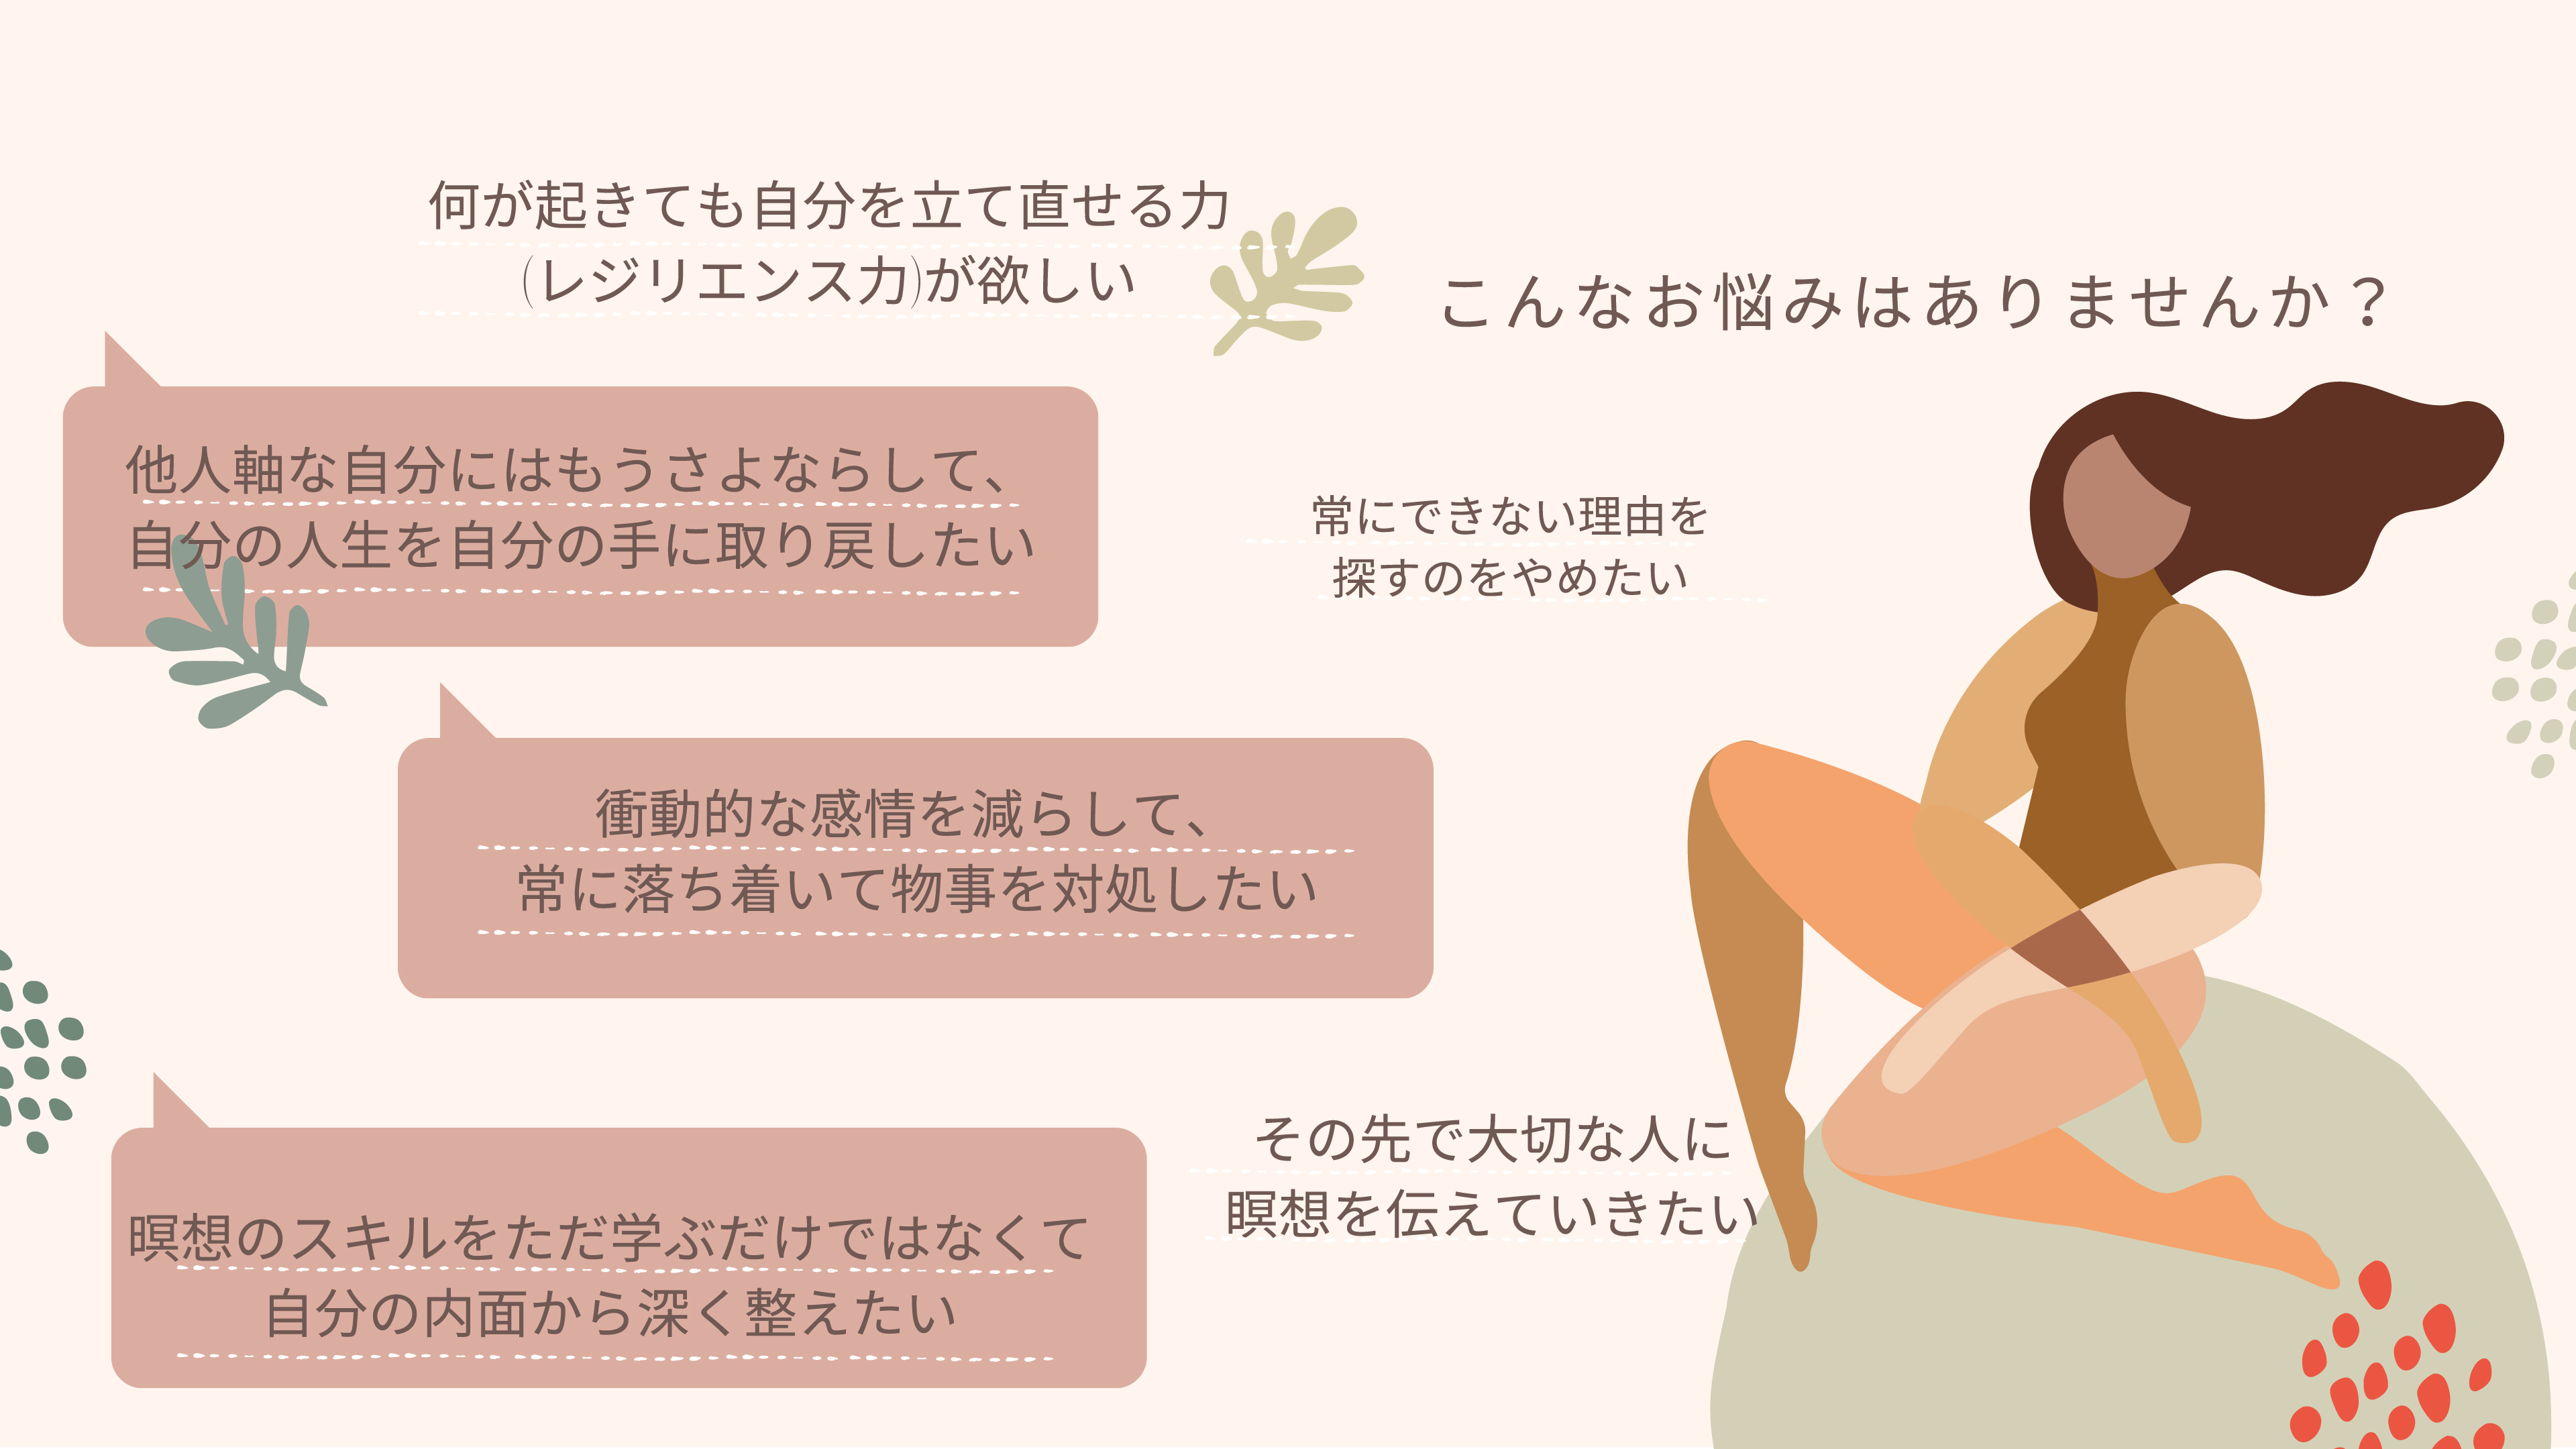 こんなお悩みはありませんか？
何が起きても自分を立て直せる力
(レジリエンス力)が欲しい
他人軸な自分にはもうさよならして、
自分の人生を自分の手に取り戻したい
常にできない理由を
探すのをやめたい
衝動的な感情を減らして、
常に落ち着いて物事を対処したい
瞑想のスキルをただ学ぶだけではなくて
自分の内面から深く整えたい
その先で大切な人に
瞑想を伝えていきたい